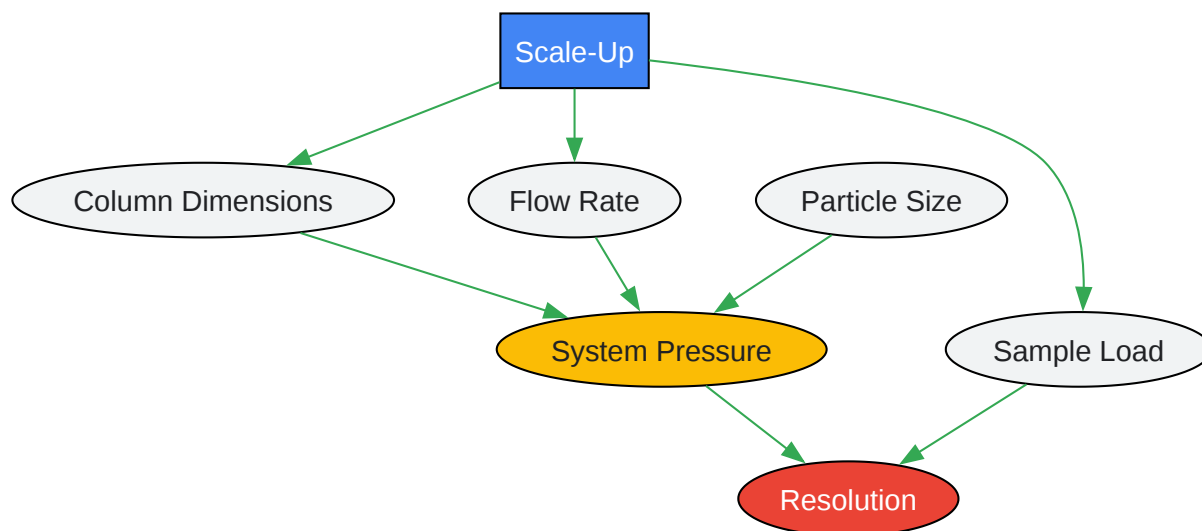 Scale-Up
Column Dimensions
Flow Rate
Particle Size
System Pressure
Sample Load
Resolution